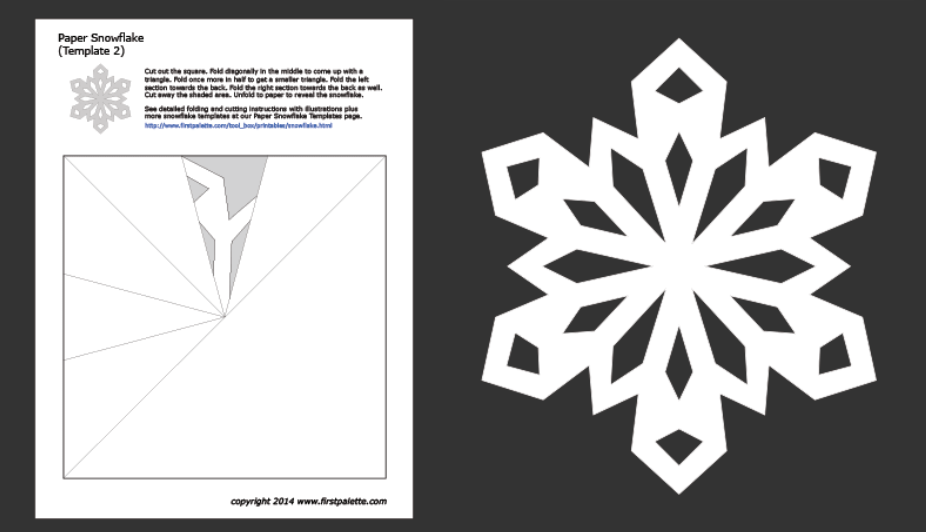 Paper Snowflake
(Template 2)
Cut out the square. Fold diagonally in the middle to come up with a
triangle. Fold once more in half to get a smaller triangle. Fold the left
section towards the back. Fold the right section towards the back as well.
Cut away the shaded area. Unfold to paper to reveal the snowflake.
See detailed folding and cutting instructions with illustrations plus
more snowflake templates at our Paper Snowflake Templates page.
http://www.firstpalette.com/tool_box/printables/snowflake.html
copyright 2014 www.firstpalette.com